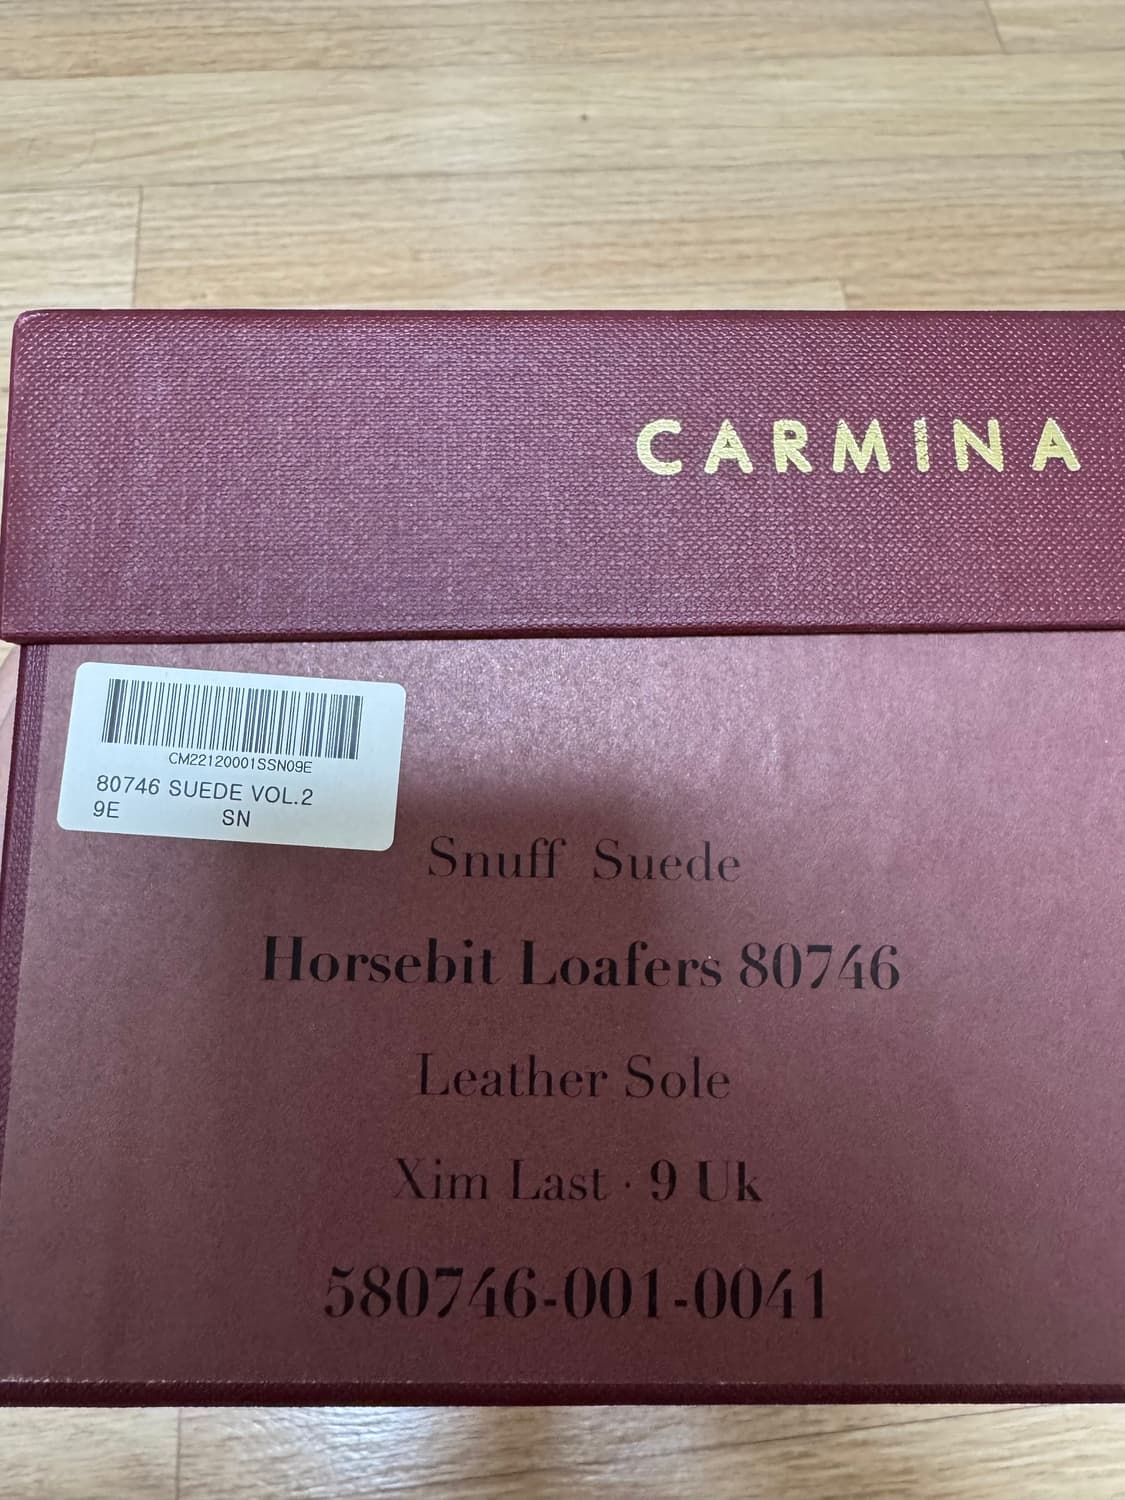 CARMINA
CM22120001SSN09E
80746 SUEDE VOL.2
9E SN
Snuff Suede
Horsebit Loafers 80746
Leather Sole
Xim Last · 9 Uk
580746-001-0041